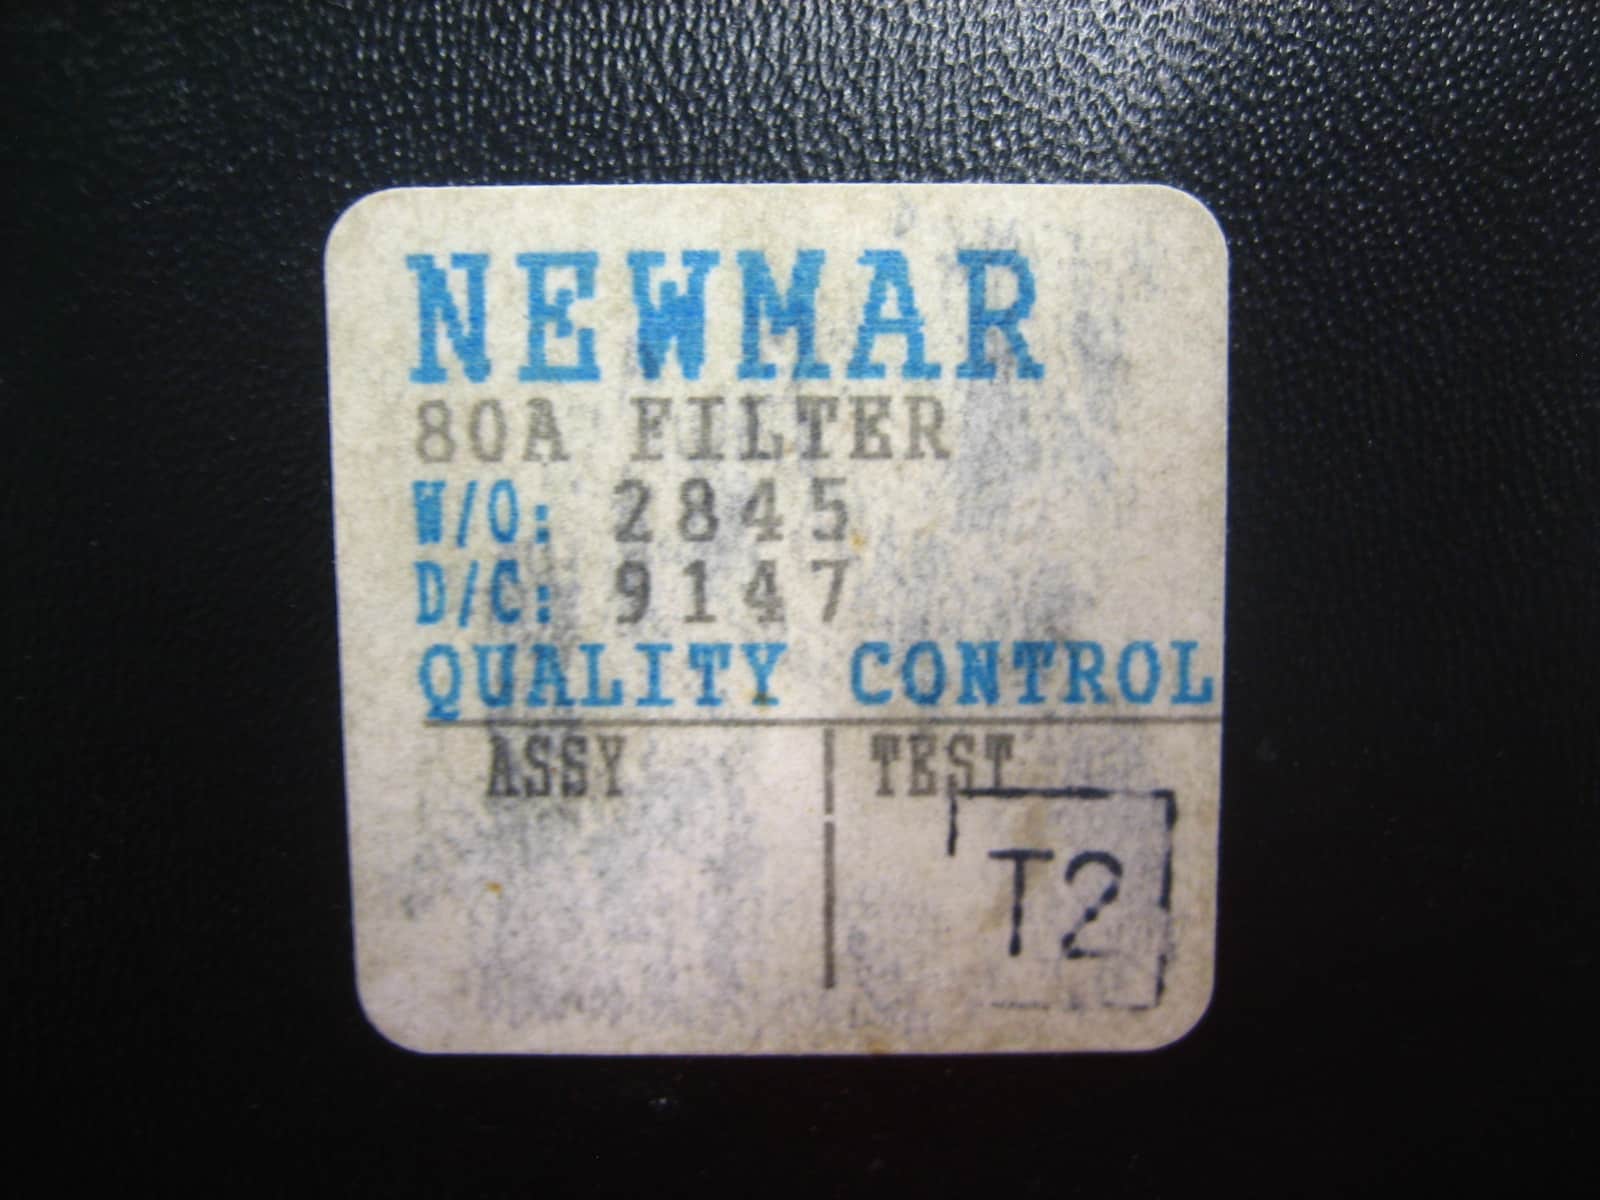 NEWMAR
80A FILTER
W/O: 2845
D/C: 9147
QUALITY CONTROL
ASSY TEST
T2